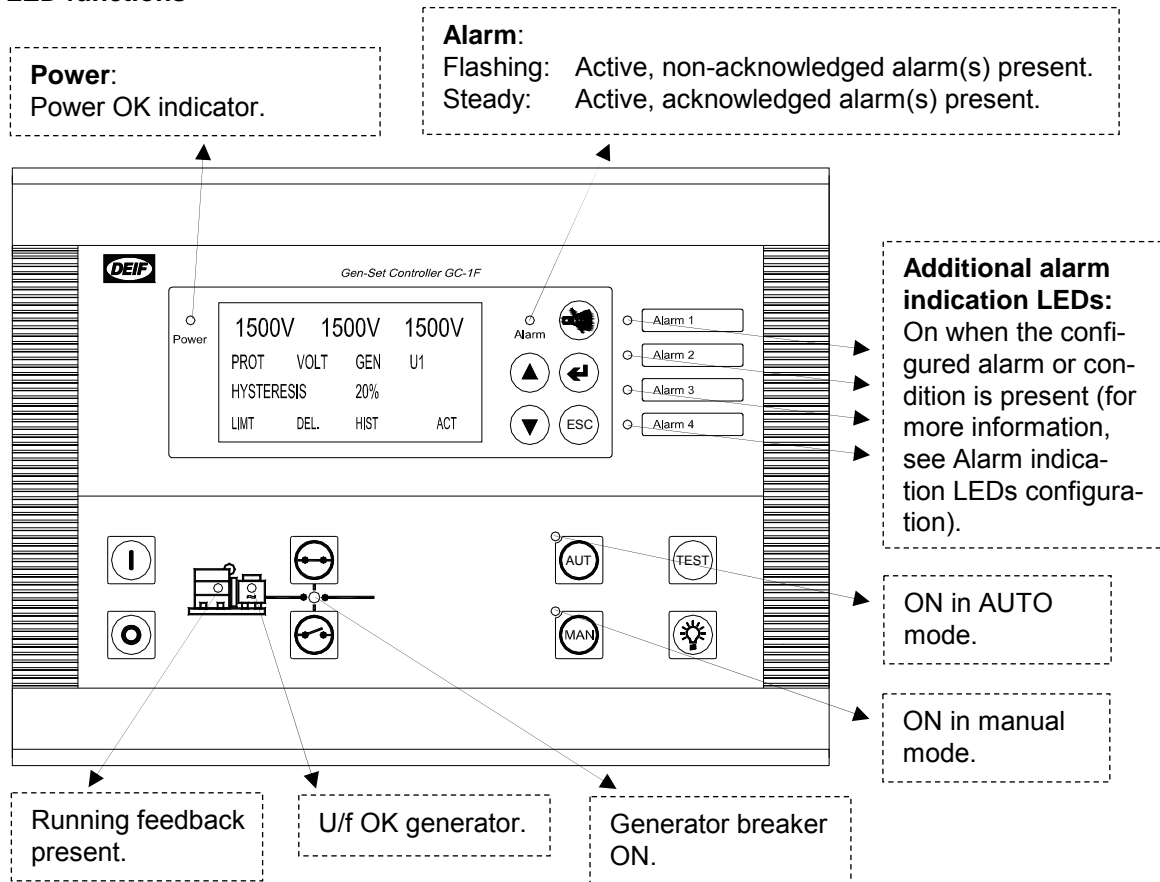 LED functions
Power:
Power OK indicator.
Alarm:
Flashing: Active, non-acknowledged alarm(s) present.
Steady: Active, acknowledged alarm(s) present.
DEIF
Gen-Set Controller GC-1F
Power
1500V 1500V 1500V
PROT VOLT GEN U1
HYSTERESIS 20%
LIMT DEL. HIST ACT
Alarm
ESC
Alarm 1
Alarm 2
Alarm 3
Alarm 4
Additional alarm
indication LEDs:
On when the confi-
gured alarm or con-
dition is present (for
more information,
see Alarm indica-
tion LEDs configura-
tion).
AUT
TEST
MAN
ON in AUTO
mode.
ON in manual
mode.
Running feedback
present.
U/f OK generator.
Generator breaker
ON.